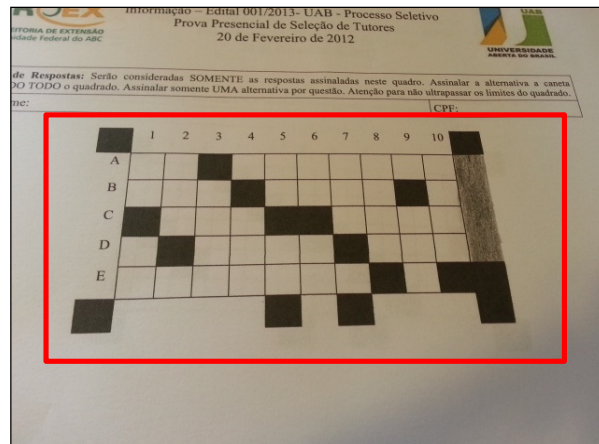 Informação – Edital 001/2013- UAB - Processo Seletivo
Prova Presencial de Seleção de Tutores
20 de Fevereiro de 2012
EITORIA DE EXTENSÃO
idade Federal do ABC
UAB
UNIVERSIDADE
ABERTA DO BRASIL
de Respostas: Serão consideradas SOMENTE as respostas assinaladas neste quadro. Assinalar a alternativa a caneta
DO TODO o quadrado. Assinalar somente UMA alternativa por questão. Atenção para não ultrapassar os limites do quadrado.
me: CPF:
1 2 3 4 5 6 7 8 9 10
A
B
C
D
E